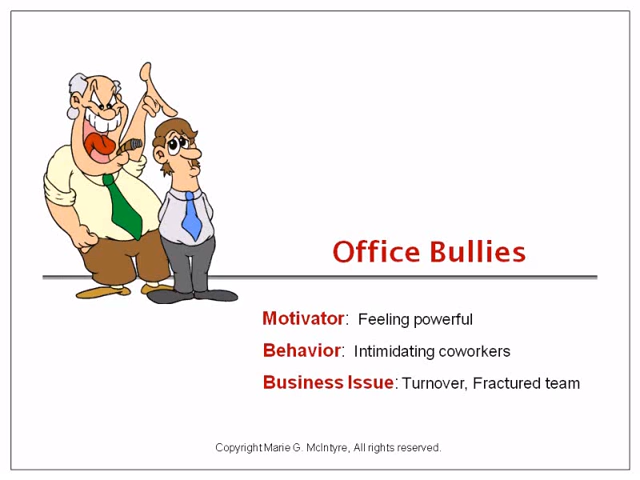 Office Bullies
Motivator: Feeling powerful
Behavior: Intimidating coworkers
Business Issue: Turnover, Fractured team
Copyright Marie G. McIntyre, All rights reserved.